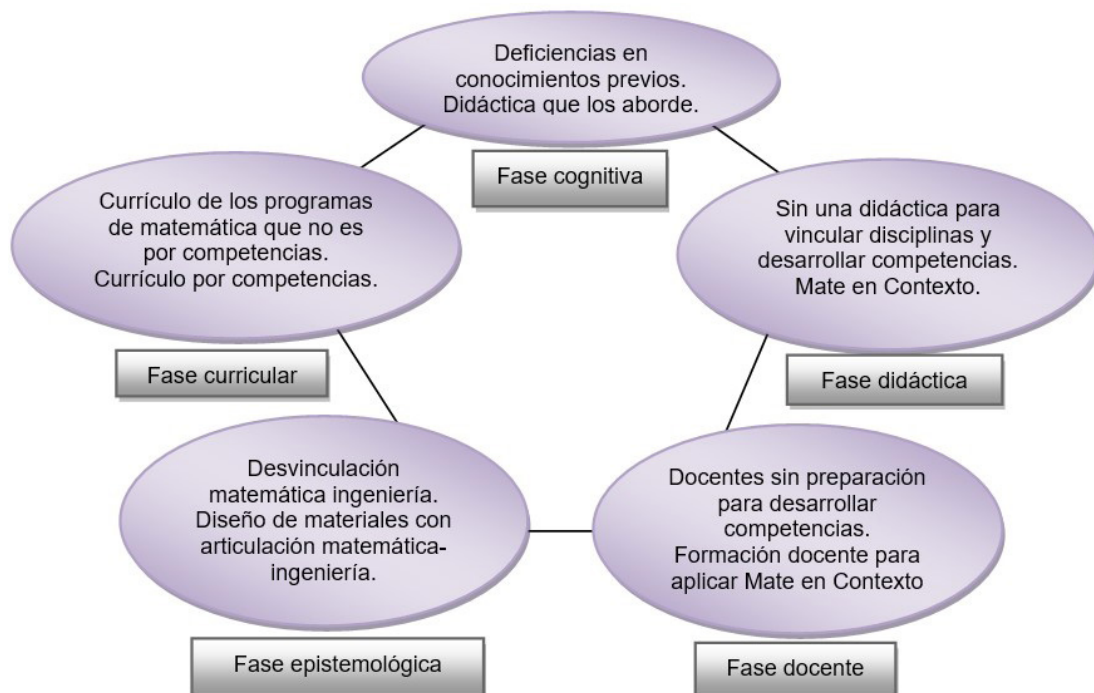 Deficiencias en
conocimientos previos.
Didáctica que los aborde.
Fase cognitiva
Currículo de los programas
de matemática que no es
por competencias.
Currículo por competencias.
Fase curricular
Sin una didáctica para
vincular disciplinas y
desarrollar competencias.
Mate en Contexto.
Fase didáctica
Desvinculación
matemática ingeniería.
Diseño de materiales con
articulación matemática-
ingeniería.
Fase epistemológica
Docentes sin preparación
para desarrollar
competencias.
Formación docente para
aplicar Mate en Contexto
Fase docente